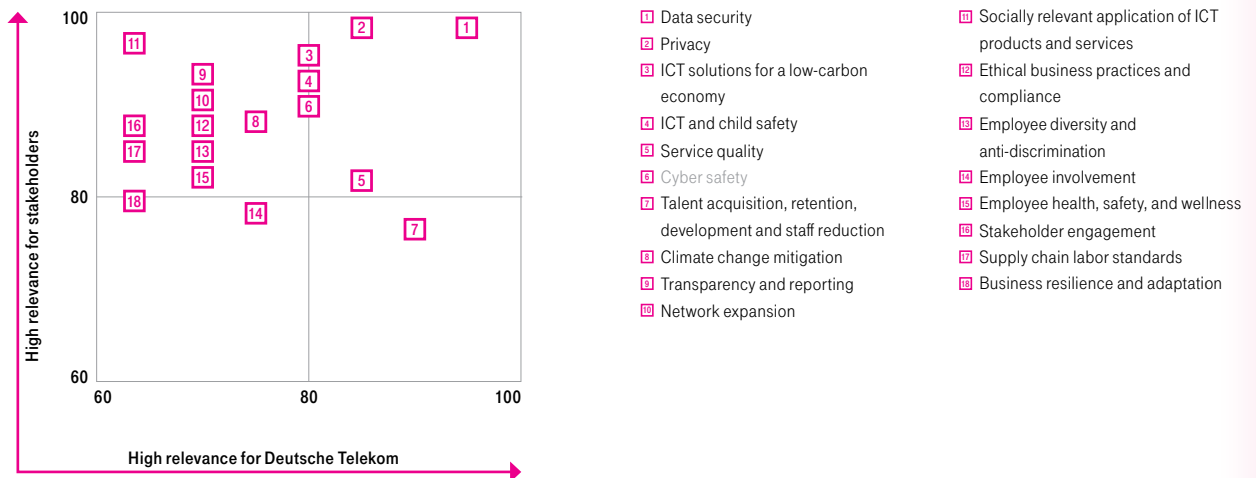 100
80
60
60
80
100
High relevance for stakeholders
High relevance for Deutsche Telekom
11
2
1
9
3
10
4
6
16
12
8
17
13
15
5
18
14
7
1 Data security
2 Privacy
3 ICT solutions for a low-carbon
economy
4 ICT and child safety
5 Service quality
6 Cyber safety
7 Talent acquisition, retention,
development and staff reduction
8 Climate change mitigation
9 Transparency and reporting
10 Network expansion
11 Socially relevant application of ICT
products and services
12 Ethical business practices and
compliance
13 Employee diversity and
anti-discrimination
14 Employee involvement
15 Employee health, safety, and wellness
16 Stakeholder engagement
17 Supply chain labor standards
18 Business resilience and adaptation